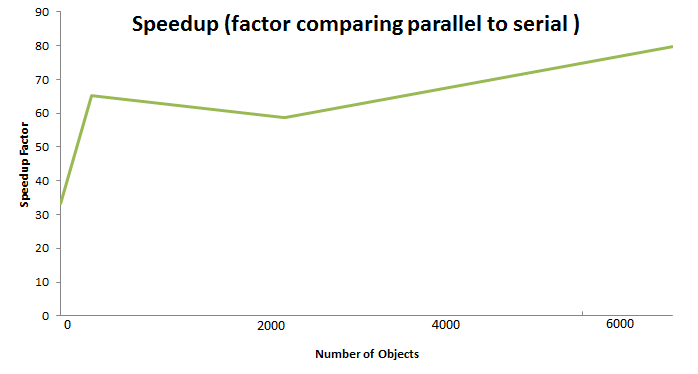 Speedup (factor comparing parallel to serial )
90
80
70
60
50
40
30
20
10
0
Speedup Factor
0 2000 4000 6000
Number of Objects